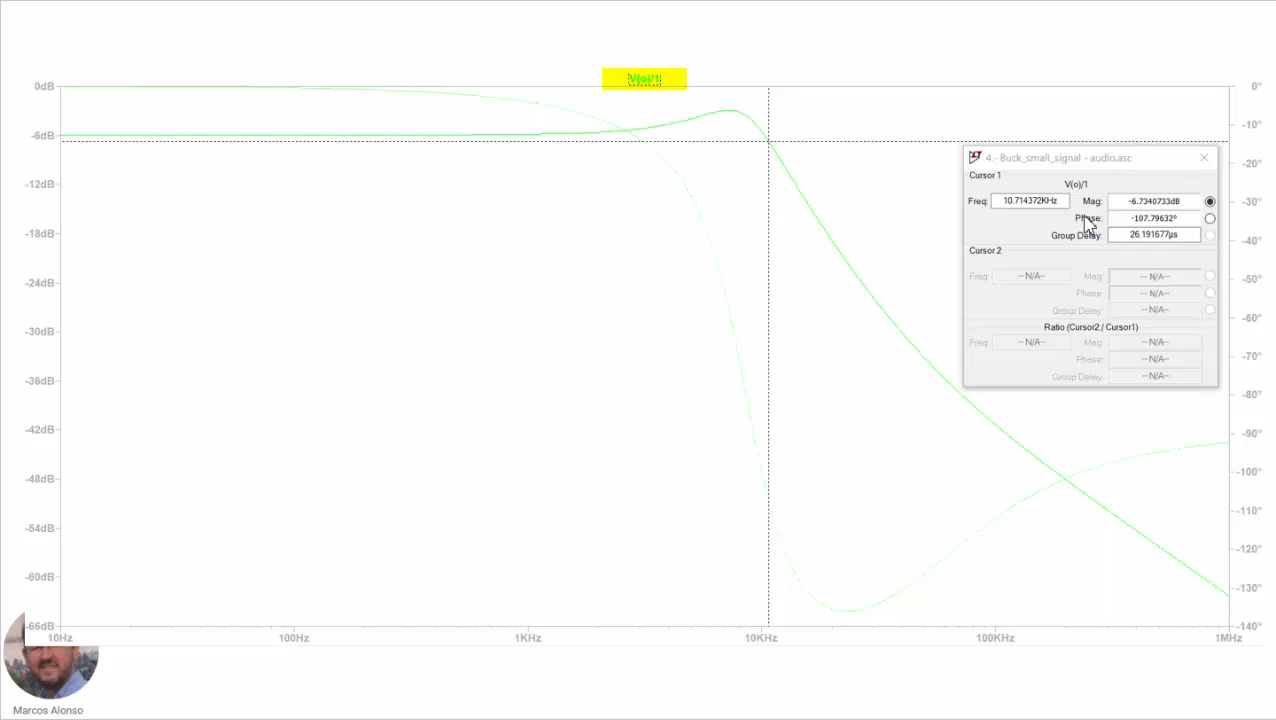 V(o)/1
0dB
-6dB
-12dB
-18dB
-24dB
-30dB
-36dB
-42dB
-48dB
-54dB
-60dB
-66dB
10Hz
100Hz
1KHz
10KHz
100KHz
1MHz
0°
-10°
-20°
-30°
-40°
-50°
-60°
-70°
-80°
-90°
-100°
-110°
-120°
-130°
-140°
4.- Buck_small_signal - audio.asc
Cursor 1
V(o)/1
Freq: 10.714372KHz Mag: -6.7340733dB
Phase: -107.79632°
Group Delay: 26.191677µs
Cursor 2
Freq: -- N/A-- Mag: -- N/A--
Phase: -- N/A--
Group Delay: -- N/A--
Ratio (Cursor2 / Cursor1)
Freq: -- N/A-- Mag: -- N/A--
Phase: -- N/A--
Group Delay: -- N/A--
Marcos Alonso